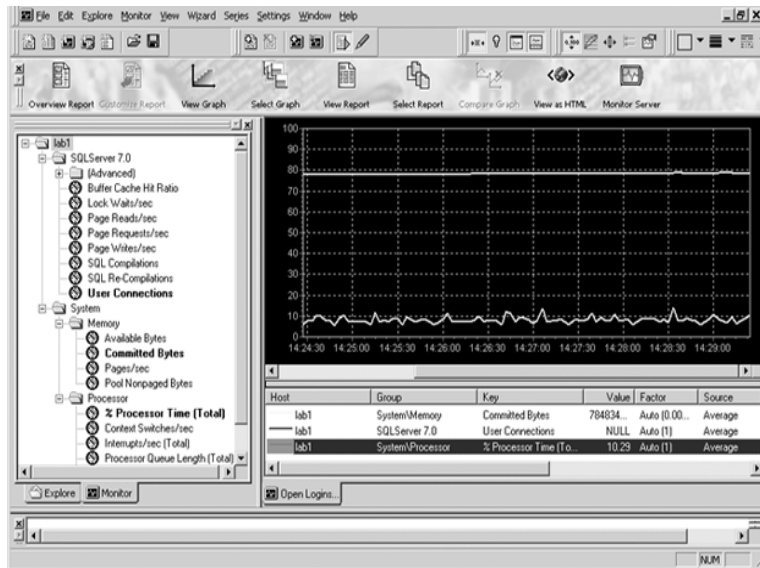 File Edit Explore Monitor View Wizard Series Settings Window Help
Overview Report Customize Report View Graph Select Graph View Report Select Report Compare Graph View as HTML Monitor Server
lab1
SQLServer 7.0
(Advanced)
Buffer Cache Hit Ratio
Lock Waits/sec
Page Reads/sec
Page Requests/sec
Page Writes/sec
SQL Compilations
SQL Re-Compilations
User Connections
System
Memory
Available Bytes
Committed Bytes
Pages/sec
Pool Nonpaged Bytes
Processor
% Processor Time (Total)
Context Switches/sec
Interrupts/sec (Total)
Processor Queue Length (Total)
Explore Monitor
100
90
80
70
60
50
40
30
20
10
0
14:24:30 14:25:00 14:25:30 14:26:00 14:26:30 14:27:00 14:27:30 14:28:00 14:28:30 14:29:00
Host Group Key Value Factor Source
lab1 System\Memory Committed Bytes 784834... Auto (0.00... Average
lab1 SQLServer 7.0 User Connections NULL Auto (1) Average
lab1 System\Processor % Processor Time (To... 10.29 Auto (1) Average
Open Logins...
NUM